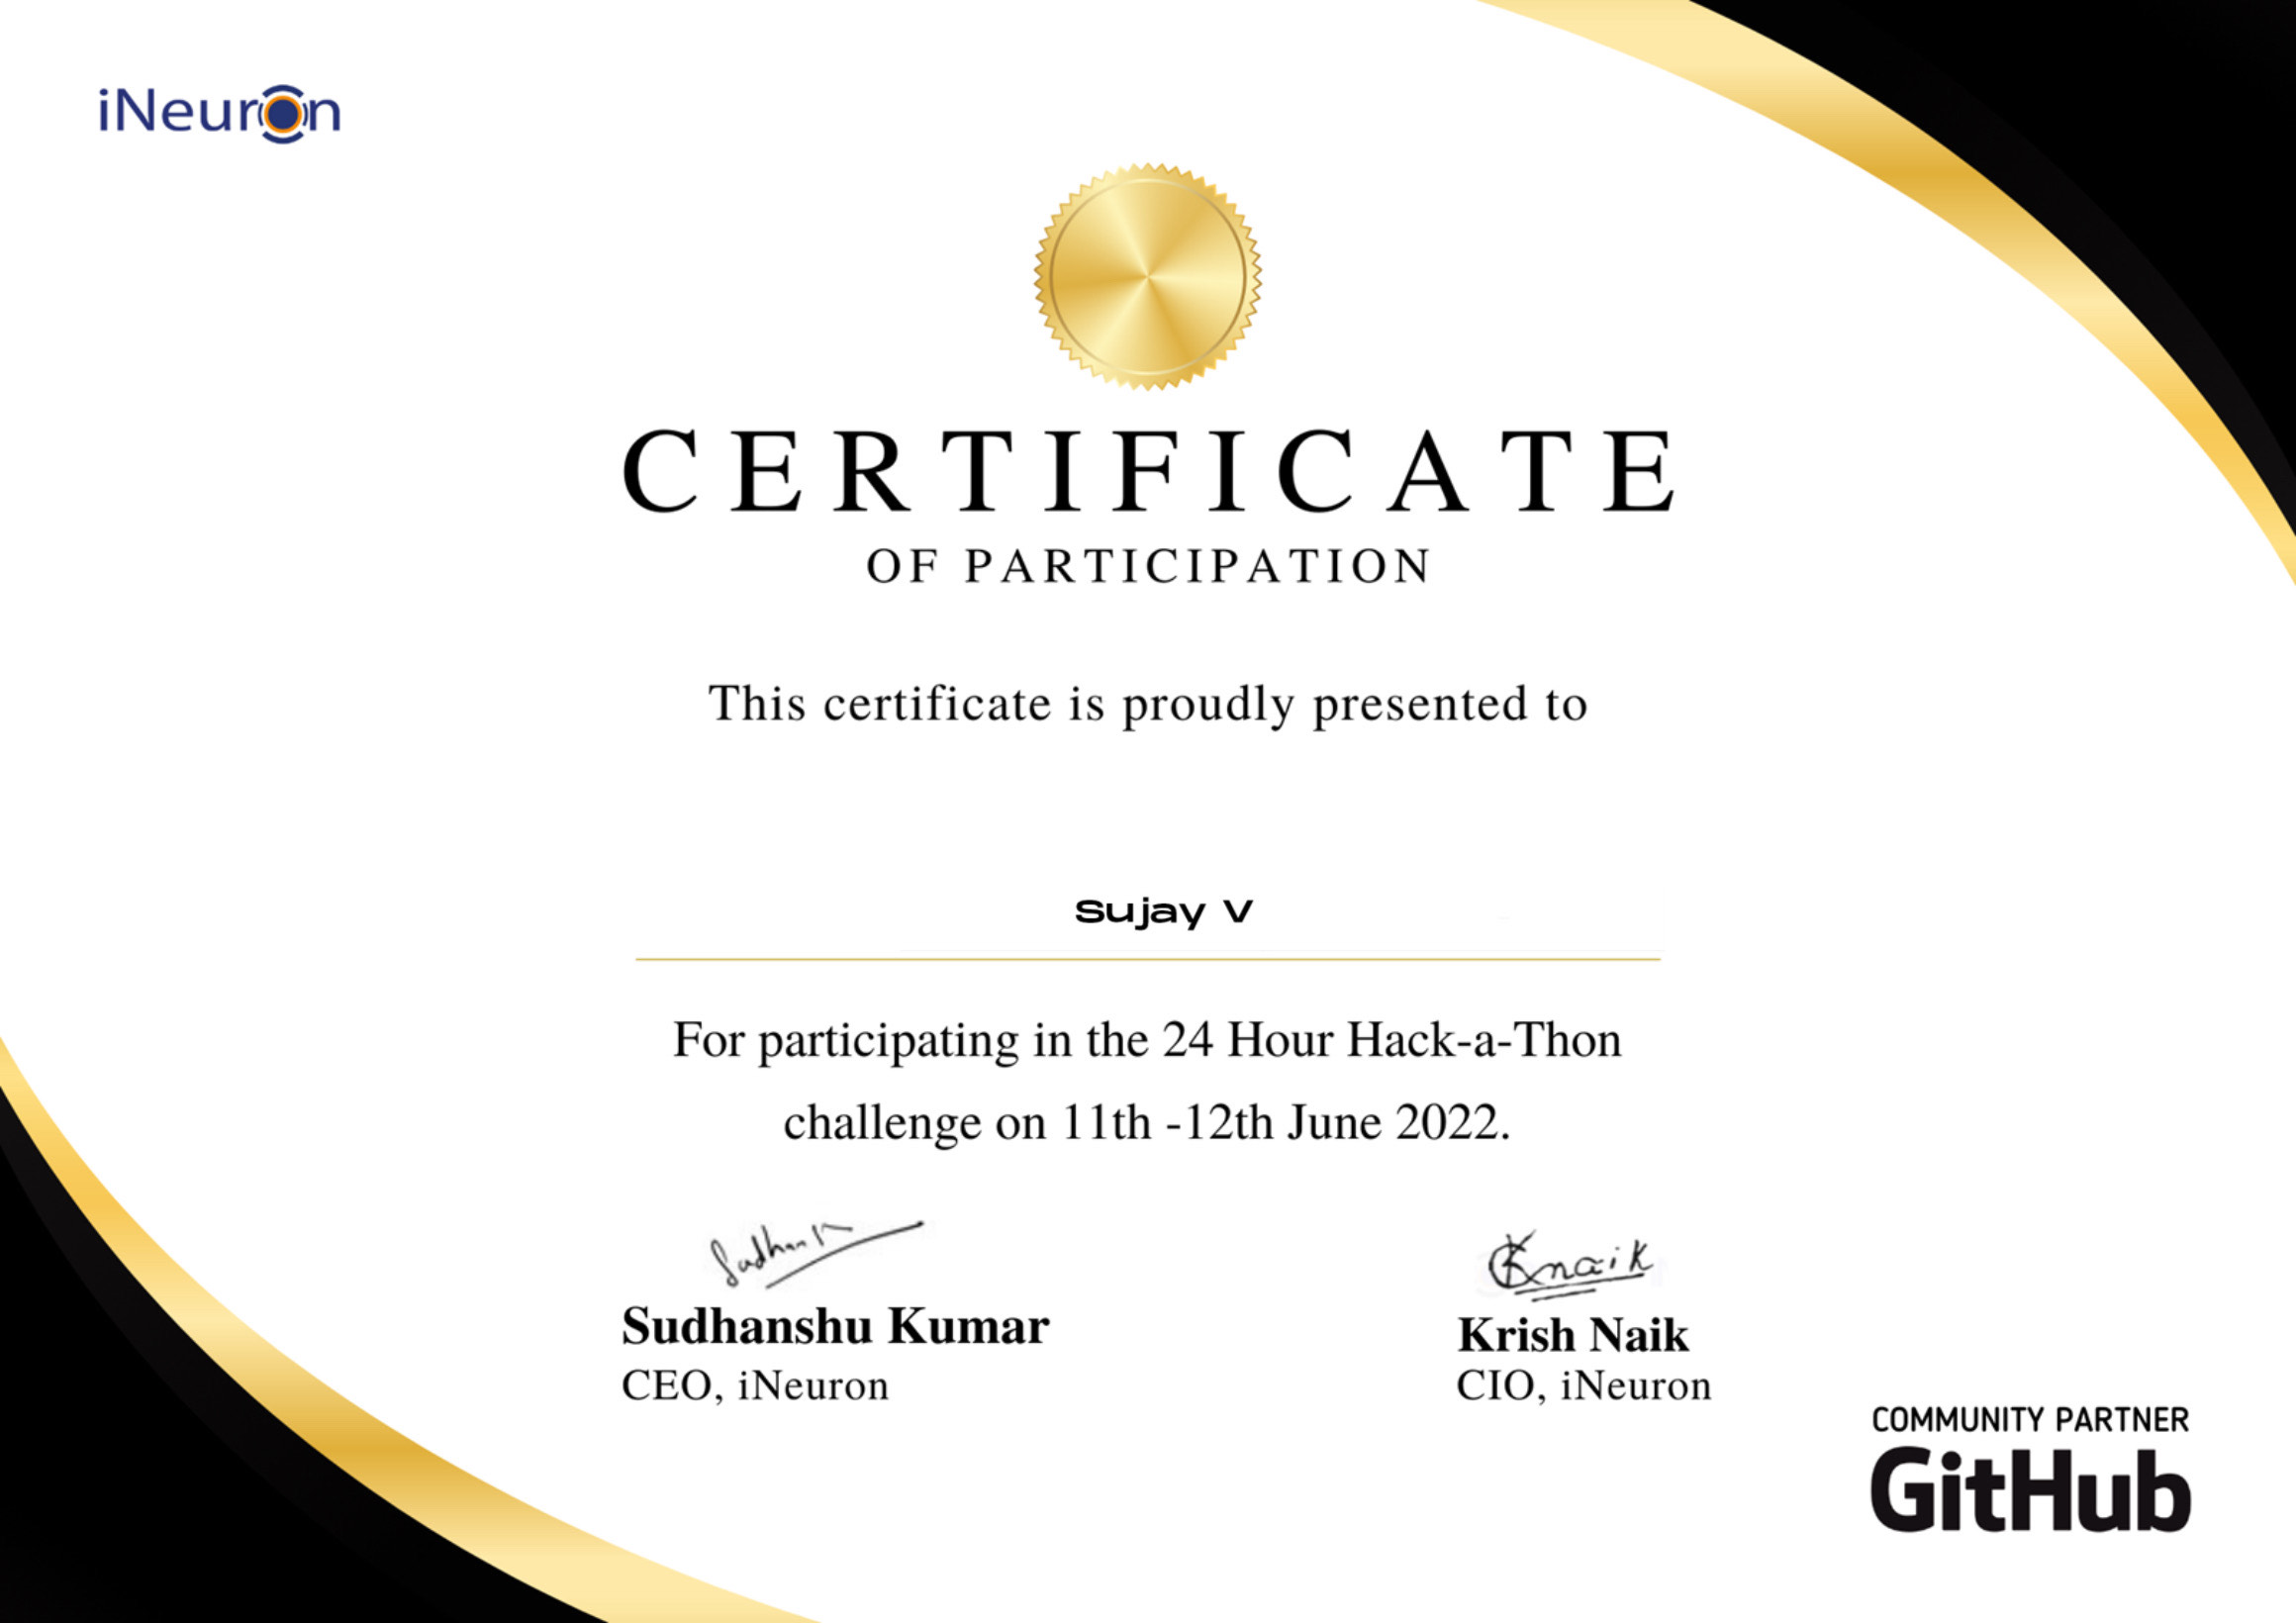 iNeuron
CERTIFICATE
OF PARTICIPATION
This certificate is proudly presented to
Sujay V
For participating in the 24 Hour Hack-a-Thon
challenge on 11th -12th June 2022.
Knaik
Sudhanshu Kumar
Krish Naik
CEO, iNeuron
CIO, iNeuron
COMMUNITY PARTNER
GitHub